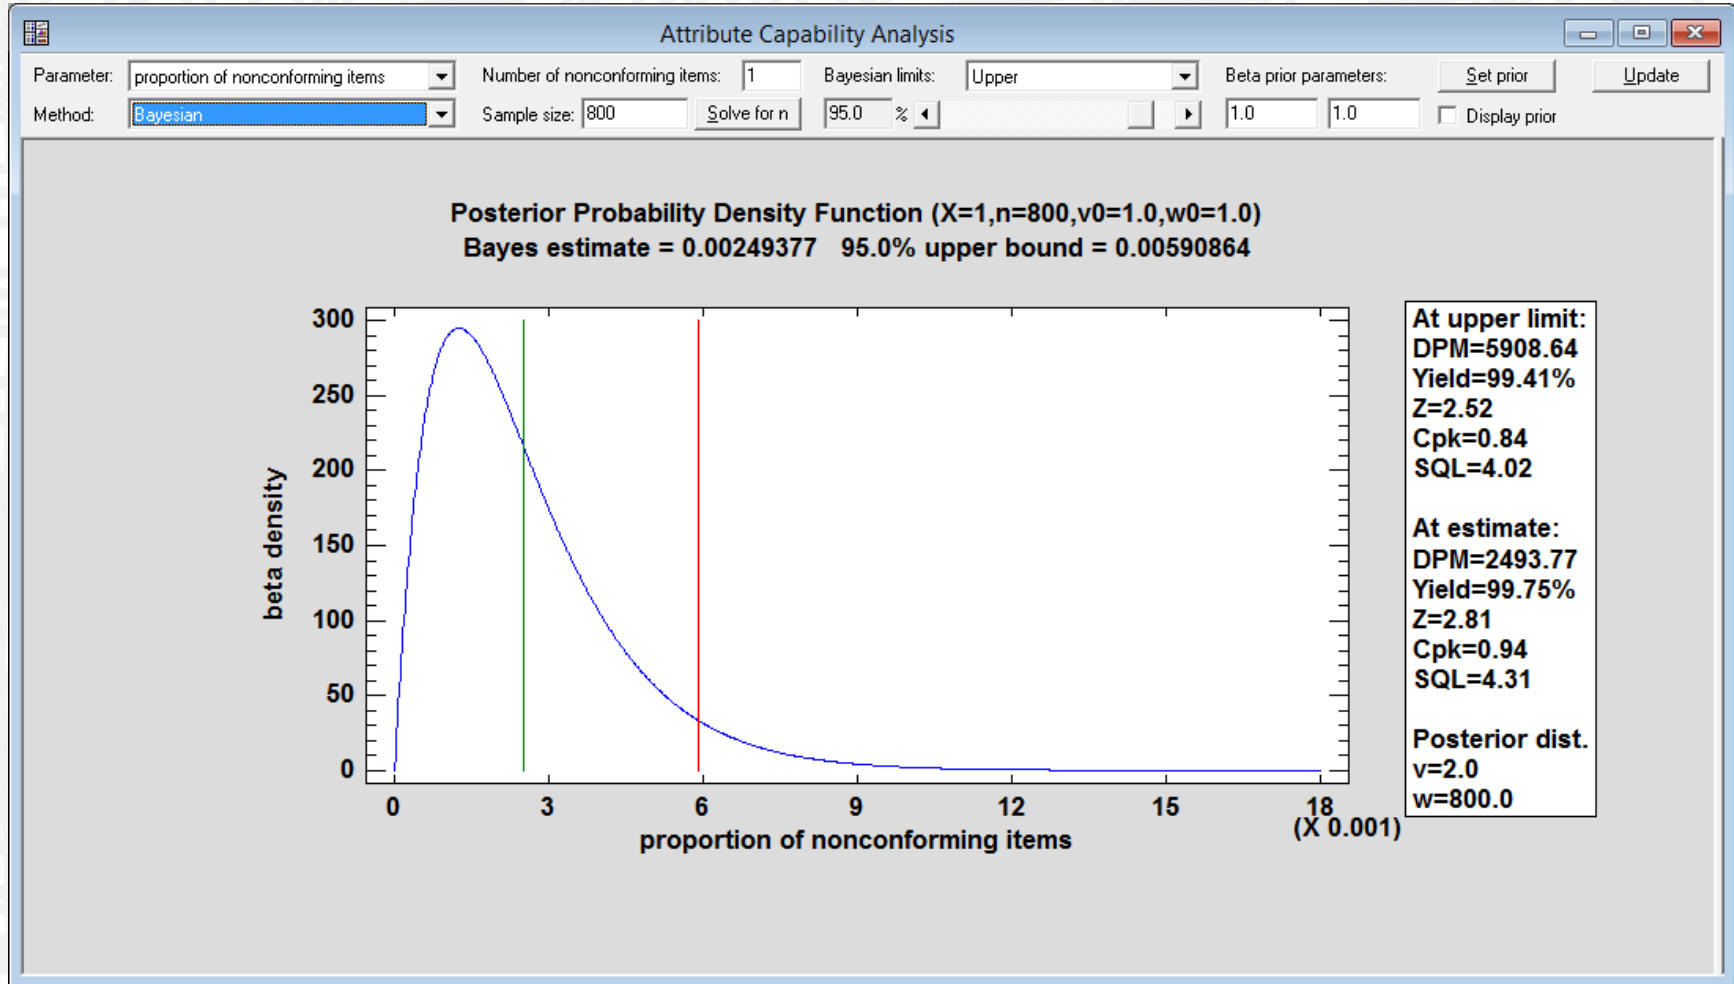 Attribute Capability Analysis
Parameter: proportion of nonconforming items Number of nonconforming items: 1 Bayesian limits: Upper Beta prior parameters: Set prior Update
Method: Bayesian Sample size: 800 Solve for n 95.0 % 1.0 1.0 Display prior
Posterior Probability Density Function (X=1,n=800,v0=1.0,w0=1.0)
Bayes estimate = 0.00249377 95.0% upper bound = 0.00590864
300
250
200
150
100
50
0
beta density
0 3 6 9 12 15 18
(X 0.001)
proportion of nonconforming items
At upper limit:
DPM=5908.64
Yield=99.41%
Z=2.52
Cpk=0.84
SQL=4.02
At estimate:
DPM=2493.77
Yield=99.75%
Z=2.81
Cpk=0.94
SQL=4.31
Posterior dist.
v=2.0
w=800.0